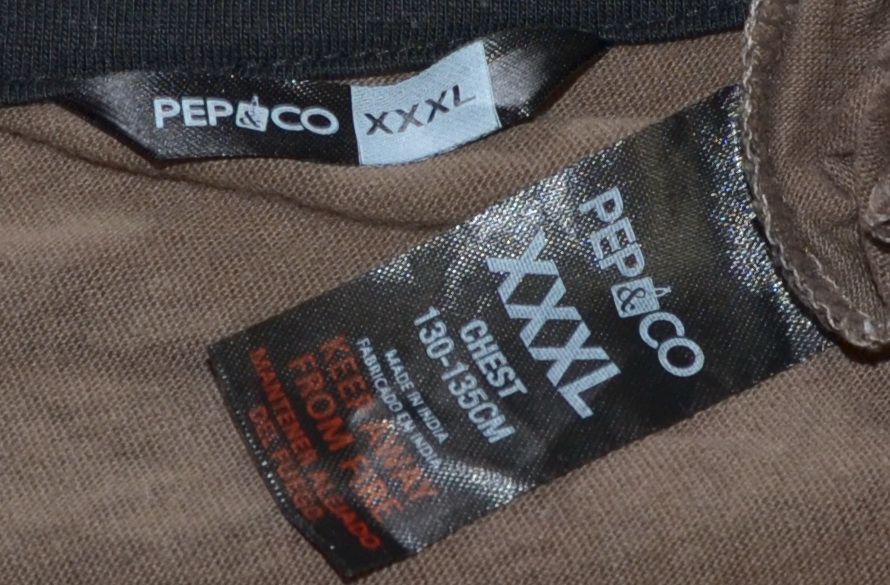 PEP&CO
XXXL
PEP&CO
XXXL
CHEST
130-135CM
MADE IN INDIA
FABRICADO EN INDIA
KEEP AWAY
FROM FIRE
MANTENER ALEJADO
DEL FUEGO